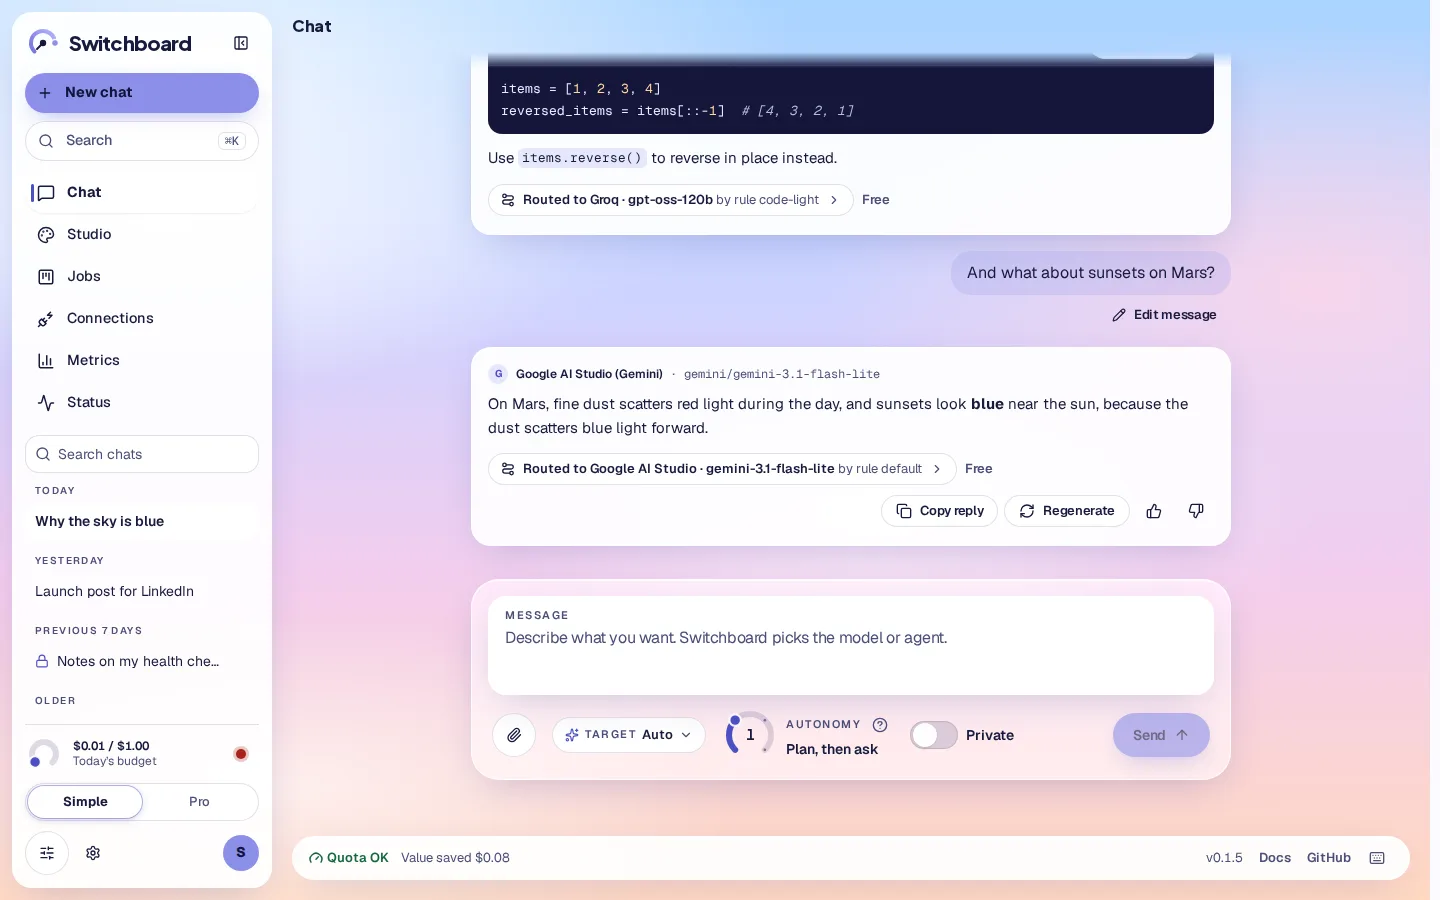 Switchboard
New chat
Search ⌘K
Chat
Studio
Jobs
Connections
Metrics
Status
Search chats
TODAY
Why the sky is blue
YESTERDAY
Launch post for LinkedIn
PREVIOUS 7 DAYS
Notes on my health che...
OLDER
$0.01 / $1.00
Today's budget
Simple Pro
S
Chat
items = [1, 2, 3, 4]
reversed_items = items[::-1]  # [4, 3, 2, 1]
Use items.reverse() to reverse in place instead.
Routed to Groq · gpt-oss-120b by rule code-light Free
And what about sunsets on Mars?
Edit message
G Google AI Studio (Gemini) · gemini/gemini-3.1-flash-lite
On Mars, fine dust scatters red light during the day, and sunsets look blue near the sun, because the
dust scatters blue light forward.
Routed to Google AI Studio · gemini-3.1-flash-lite by rule default Free
Copy reply Regenerate
MESSAGE
Describe what you want. Switchboard picks the model or agent.
TARGET Auto 1 AUTONOMY Private Send
Plan, then ask
Quota OK Value saved $0.08 v0.1.5 Docs GitHub